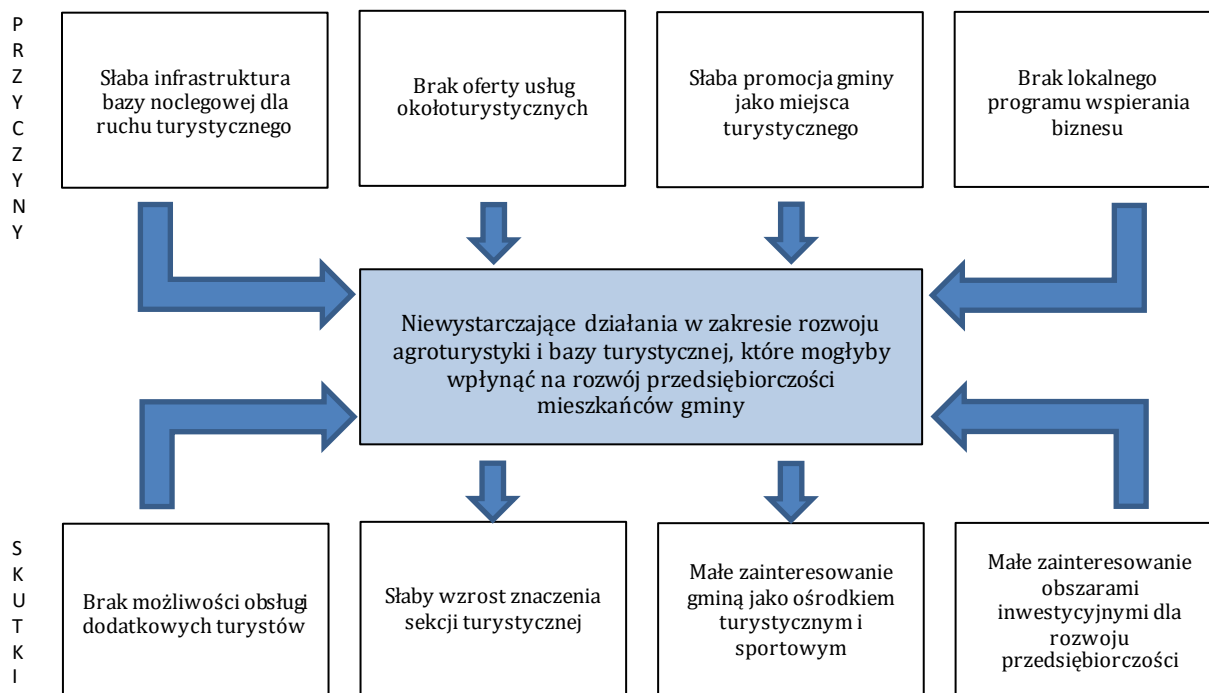 PRZYCZYNY
Słaba infrastruktura
bazy noclegowej dla
ruchu turystycznego
Brak oferty usług
okołoturystycznych
Słaba promocja gminy
jako miejsca
turystycznego
Brak lokalnego
programu wspierania
biznesu
Niewystarczające działania w zakresie rozwoju
agroturystyki i bazy turystycznej, które mogłyby
wpłynąć na rozwój przedsiębiorczości
mieszkańców gminy
SKUTKI
Brak możliwości obsługi
dodatkowych turystów
Słaby wzrost znaczenia
sekcji turystycznej
Małe zainteresowanie
gminą jako ośrodkiem
turystycznym i
sportowym
Małe zainteresowanie
obszarami
inwestycyjnymi dla
rozwoju
przedsiębiorczości